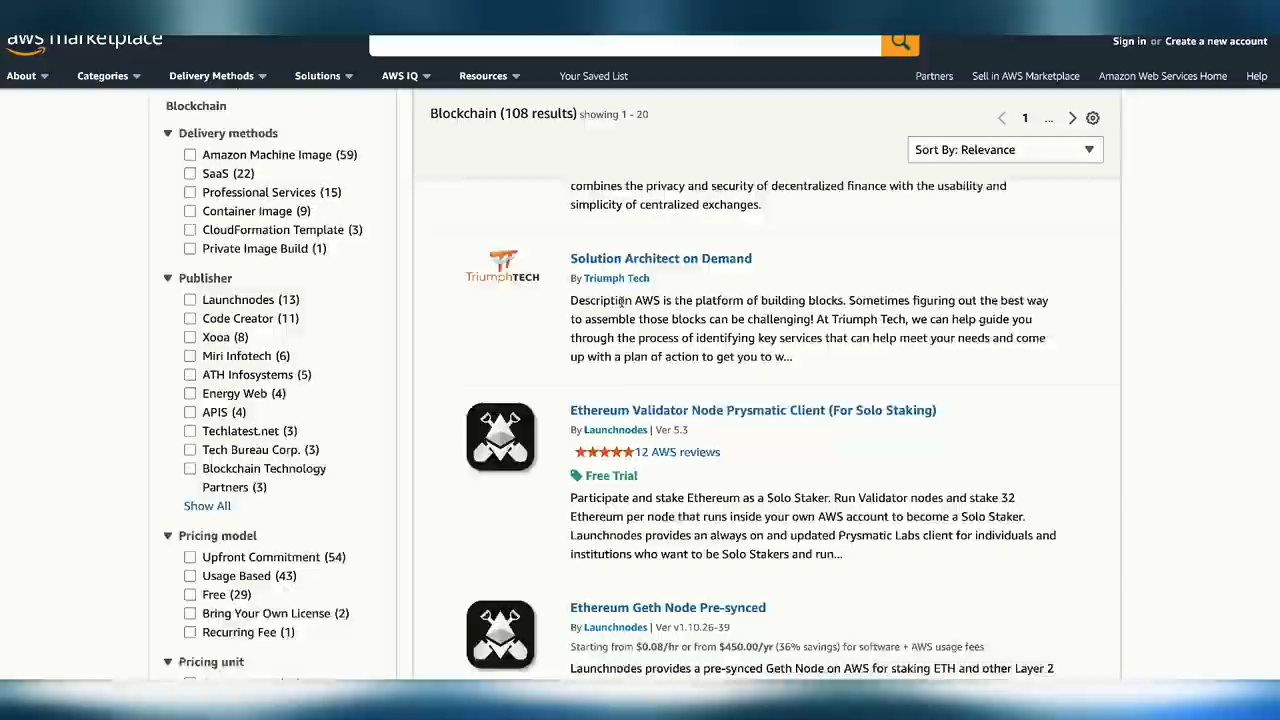 aws marketplace
Sign in or Create a new account
About
Categories
Delivery Methods
Solutions
AWS IQ
Resources
Your Saved List
Partners
Sell in AWS Marketplace
Amazon Web Services Home
Help
Blockchain
Delivery methods
Amazon Machine Image (59)
SaaS (22)
Professional Services (15)
Container Image (9)
CloudFormation Template (3)
Private Image Build (1)
Publisher
Launchnodes (13)
Code Creator (11)
Xooa (8)
Miri Infotech (6)
ATH Infosystems (5)
Energy Web (4)
APIS (4)
Techlatest.net (3)
Tech Bureau Corp. (3)
Blockchain Technology
Partners (3)
Show All
Pricing model
Upfront Commitment (54)
Usage Based (43)
Free (29)
Bring Your Own License (2)
Recurring Fee (1)
Pricing unit
Blockchain (108 results) showing 1 - 20
1 ...
Sort By: Relevance
combines the privacy and security of decentralized finance with the usability and
simplicity of centralized exchanges.
TriumphTECH
Solution Architect on Demand
By Triumph Tech
Description AWS is the platform of building blocks. Sometimes figuring out the best way
to assemble those blocks can be challenging! At Triumph Tech, we can help guide you
through the process of identifying key services that can help meet your needs and come
up with a plan of action to get you to w...
Ethereum Validator Node Prysmatic Client (For Solo Staking)
By Launchnodes | Ver 5.3
12 AWS reviews
Free Trial
Participate and stake Ethereum as a Solo Staker. Run Validator nodes and stake 32
Ethereum per node that runs inside your own AWS account to become a Solo Staker.
Launchnodes provides an always on and updated Prysmatic Labs client for individuals and
institutions who want to be Solo Stakers and run...
Ethereum Geth Node Pre-synced
By Launchnodes | Ver v1.10.26-39
Starting from $0.08/hr or from $450.00/yr (36% savings) for software + AWS usage fees
Launchnodes provides a pre-synced Geth Node on AWS for staking ETH and other Layer 2